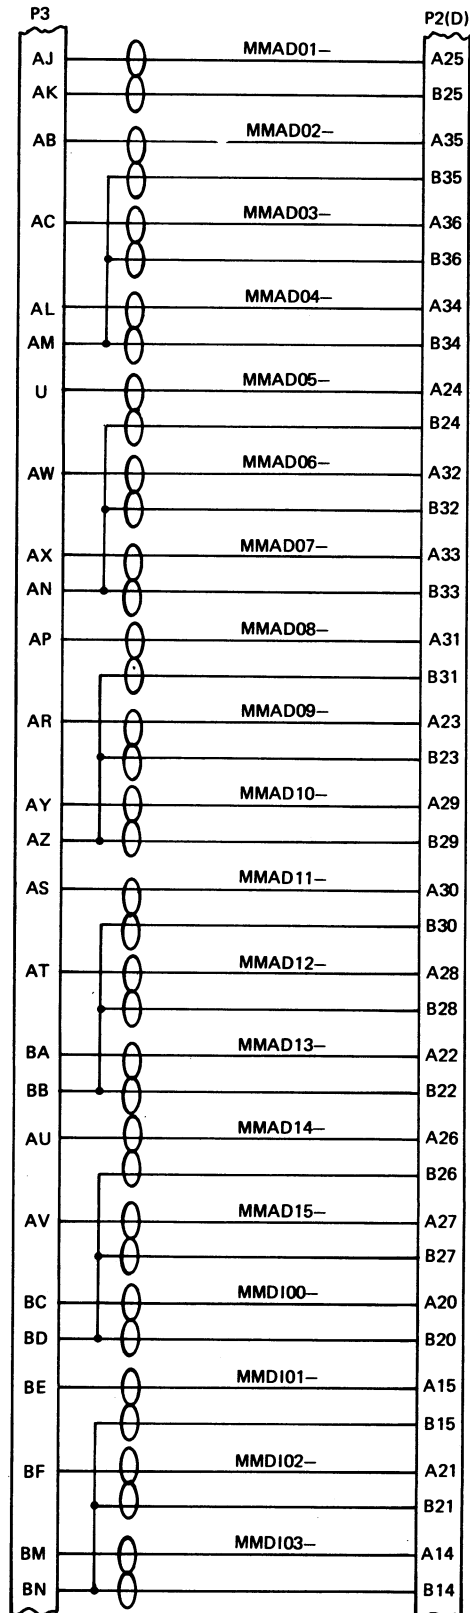 P3 P2(D)
AJ MMAD01– A25
AK B25
AB MMAD02– A35
B35
AC MMAD03– A36
B36
AL MMAD04– A34
AM B34
U MMAD05– A24
B24
AW MMAD06– A32
B32
AX MMAD07– A33
AN B33
AP MMAD08– A31
B31
AR MMAD09– A23
B23
AY MMAD10– A29
AZ B29
AS MMAD11– A30
B30
AT MMAD12– A28
B28
BA MMAD13– A22
BB B22
AU MMAD14– A26
B26
AV MMAD15– A27
B27
BC MMDI00– A20
BD B20
BE MMDI01– A15
B15
BF MMDI02– A21
B21
BM MMDI03– A14
BN B14